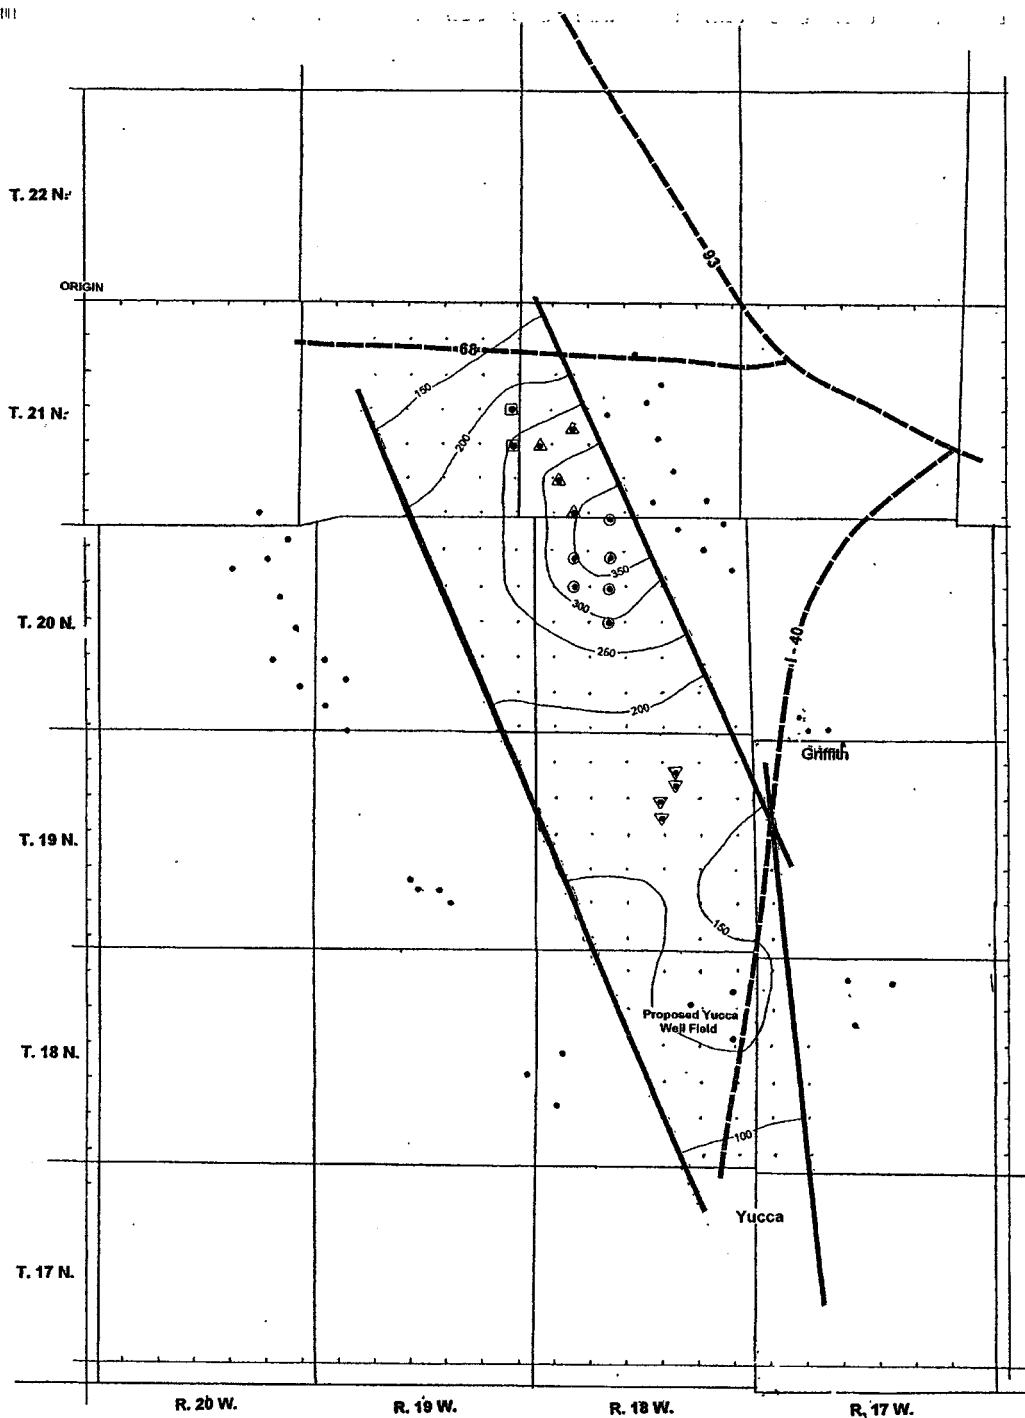 T. 22 N.
93
ORIGIN
68
150
T. 21 N.
200
350
300
T. 20 N.
I - 40
260
200
Griffith
T. 19 N.
150
Proposed Yucca
Well Field
T. 18 N.
100
Yucca
T. 17 N.
R. 20 W.
R. 19 W.
R. 18 W.
R. 17 W.